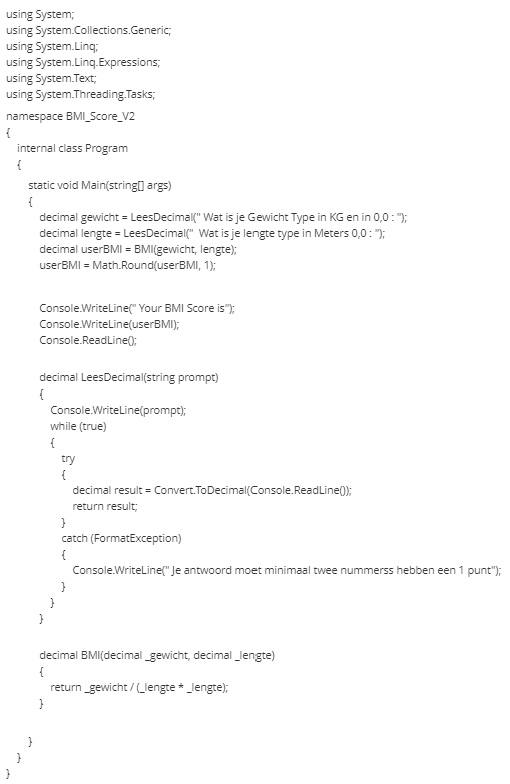 using System;
using System.Collections.Generic;
using System.Linq;
using System.Linq.Expressions;
using System.Text;
using System.Threading.Tasks;
namespace BMI_Score_V2
{
internal class Program
{
static void Main(string[] args)
{
decimal gewicht = LeesDecimal(" Wat is je Gewicht Type in KG en in 0,0 : ");
decimal lengte = LeesDecimal("  Wat is je lengte type in Meters 0,0 : ");
decimal userBMI = BMI(gewicht, lengte);
userBMI = Math.Round(userBMI, 1);
Console.WriteLine(" Your BMI Score is");
Console.WriteLine(userBMI);
Console.ReadLine();
decimal LeesDecimal(string prompt)
{
Console.WriteLine(prompt);
while (true)
{
try
{
decimal result = Convert.ToDecimal(Console.ReadLine());
return result;
}
catch (FormatException)
{
Console.WriteLine(" Je antwoord moet minimaal twee nummerss hebben een 1 punt");
}
}
}
decimal BMI(decimal _gewicht, decimal _lengte)
{
return _gewicht / (_lengte * _lengte);
}
}
}
}